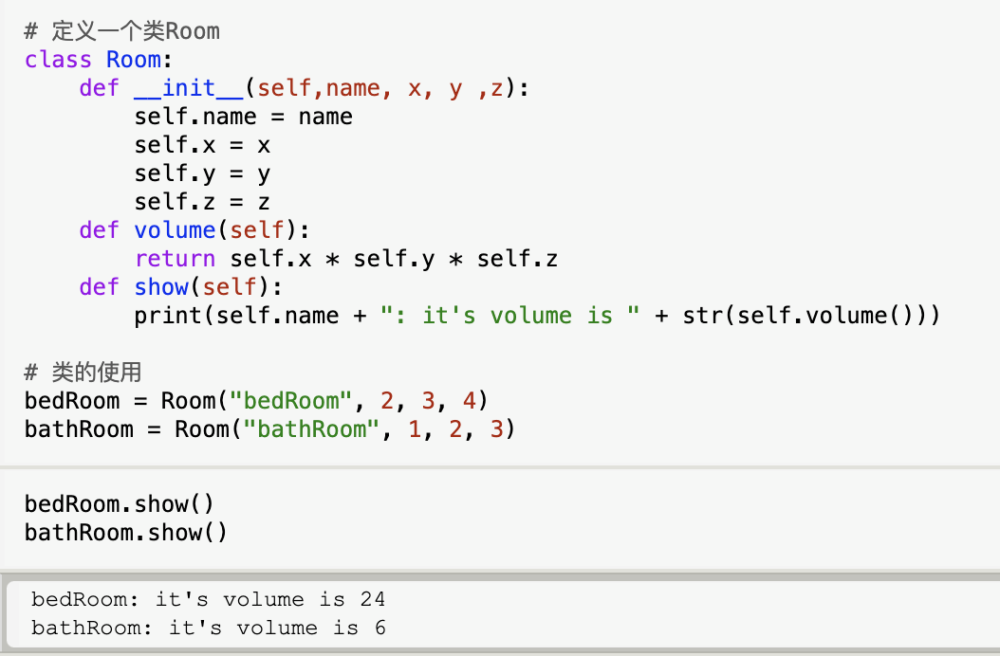 # 定义一个类Room
class Room:
    def __init__(self,name, x, y ,z):
        self.name = name
        self.x = x
        self.y = y
        self.z = z
    def volume(self):
        return self.x * self.y * self.z
    def show(self):
        print(self.name + ": it's volume is " + str(self.volume()))

# 类的使用
bedRoom = Room("bedRoom", 2, 3, 4)
bathRoom = Room("bathRoom", 1, 2, 3)
bedRoom.show()
bathRoom.show()
bedRoom: it's volume is 24
bathRoom: it's volume is 6